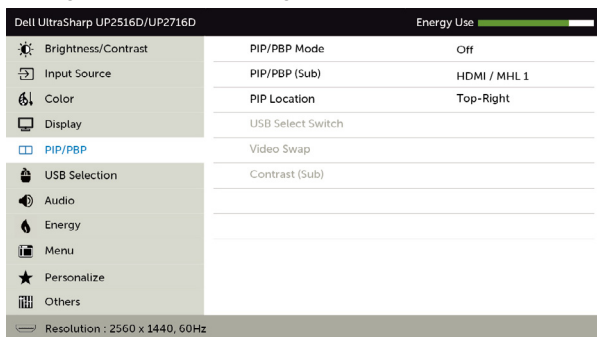 Dell UltraSharp UP2516D/UP2716D Energy Use
Brightness/Contrast PIP/PBP Mode Off
Input Source PIP/PBP (Sub) HDMI / MHL 1
Color PIP Location Top-Right
Display USB Select Switch
PIP/PBP Video Swap
USB Selection Contrast (Sub)
Audio
Energy
Menu
Personalize
Others
Resolution : 2560 x 1440, 60Hz